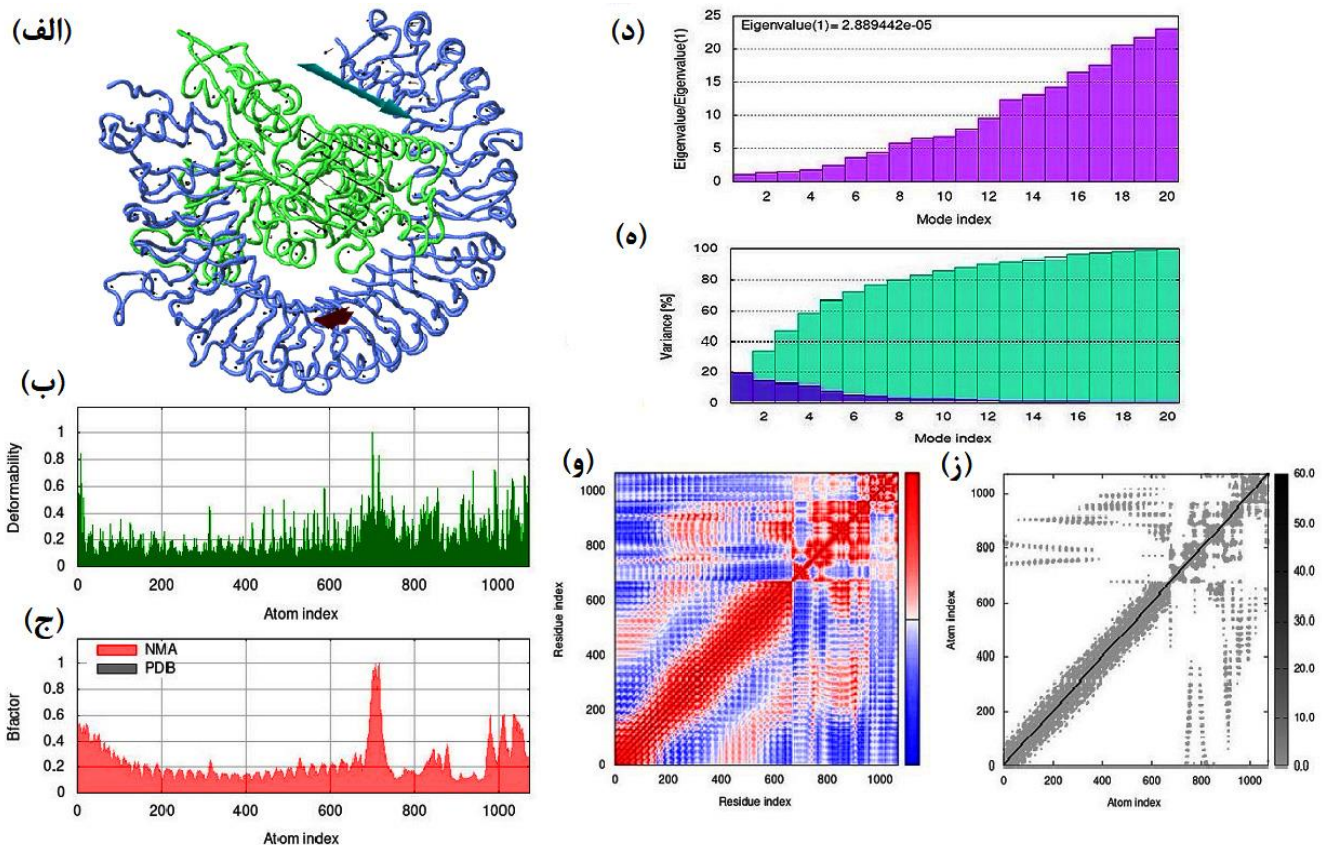 (الف)
(ب)
Deformability
1
0.8
0.6
0.4
0.2
0
0 200 400 600 800 1000
Atom index
(ج)
NMA
PDB
Bfactor
1
0.8
0.6
0.4
0.2
0
0 200 400 600 800 1000
Atom index
(د)
Eigenvalue(1) = 2.889442e-05
Eigenvalue/Eigenvalue(1)
25
20
15
10
5
0
2 4 6 8 10 12 14 16 18 20
Mode index
(ه)
Variance [%]
100
80
60
40
20
0
2 4 6 8 10 12 14 16 18 20
Mode index
(و)
Residue index
1000
800
600
400
200
0
0 200 400 600 800 1000
Residue index
(ز)
Atom index
1000
800
600
400
200
0
0 200 400 600 800 1000
Atom index
60.0
50.0
40.0
30.0
20.0
10.0
0.0